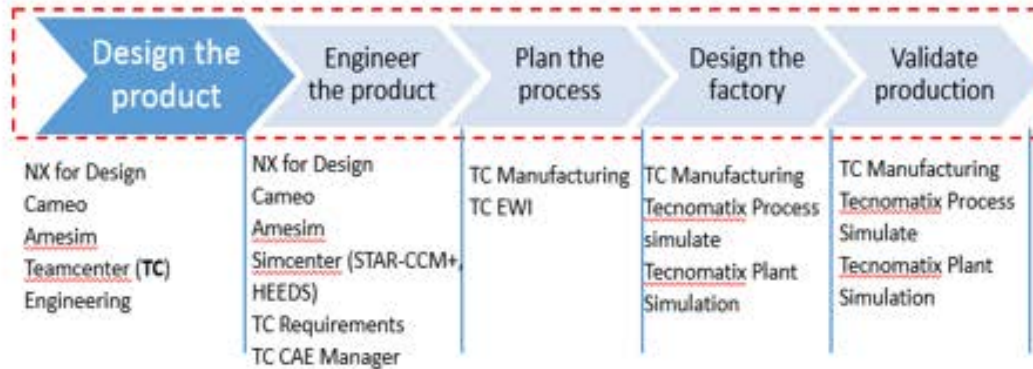 Design the
product
Engineer
the product
Plan the
process
Design the
factory
Validate
production
NX for Design
Cameo
Amesim
Teamcenter (TC)
Engineering
NX for Design
Cameo
Amesim
Simcenter (STAR-CCM+,
HEEDS)
TC Requirements
TC CAE Manager
TC Manufacturing
TC EWI
TC Manufacturing
Tecnomatix Process
simulate
Tecnomatix Plant
Simulation
TC Manufacturing
Tecnomatix Process
Simulate
Tecnomatix Plant
Simulation